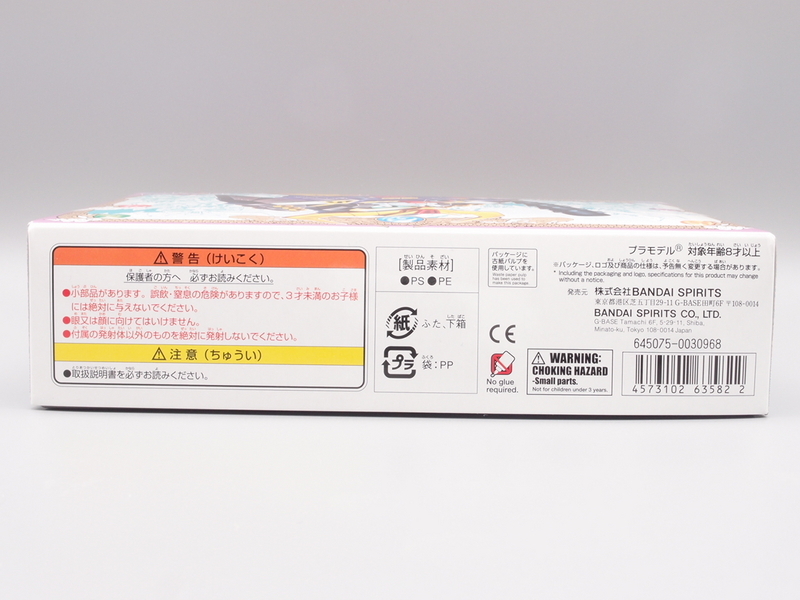 警告（けいこく）
保護者の方へ 必ずお読みください。
●小部品があります。誤飲・窒息の危険がありますので、3才未満のお子様
には絶対に与えないでください。
●眼又は顔に向けてはいけません。
●付属の発射体以外のものを絶対に発射しないでください。
注意（ちゅうい）
●取扱説明書を必ずお読みください。
せいひんそざい
[製品素材]
●PS●PE
紙
ふた、下箱
プラ
袋：PP
パッケージに
古紙パルプを
使用しています。
CE
No glue
required.
WARNING:
CHOKING HAZARD
-Small parts.
Not for children under 3 years.
プラモデル® 対象年齢8才以上
※パッケージ、ロゴ及び商品の仕様は、予告無く変更する場合があります。
* Including the packaging and logo, specifications for this product may change
without notice.
発売元 株式会社BANDAI SPIRITS
東京都港区芝五丁目29-11 G-BASE田町6F 〒108-0014
BANDAI SPIRITS CO., LTD.
G-BASE Tamachi 6F, 5-29-11, Shiba,
Minato-ku, Tokyo 108-0014 Japan
645075-0030968
4573102 63582 2